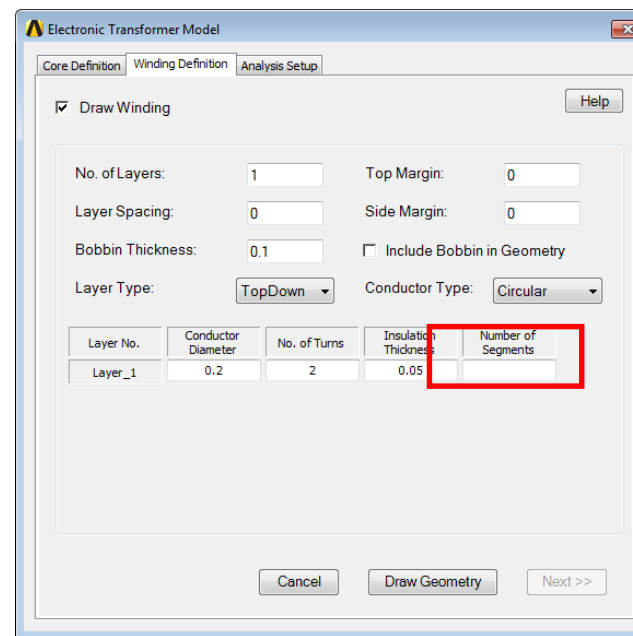 Electronic Transformer Model
Core Definition Winding Definition Analysis Setup
Draw Winding Help
No. of Layers: 1 Top Margin: 0
Layer Spacing: 0 Side Margin: 0
Bobbin Thickness: 0.1 Include Bobbin in Geometry
Layer Type: TopDown Conductor Type: Circular
Layer No. Conductor Diameter No. of Turns Insulation Thickness Number of Segments
Layer_1 0.2 2 0.05
Cancel Draw Geometry Next >>